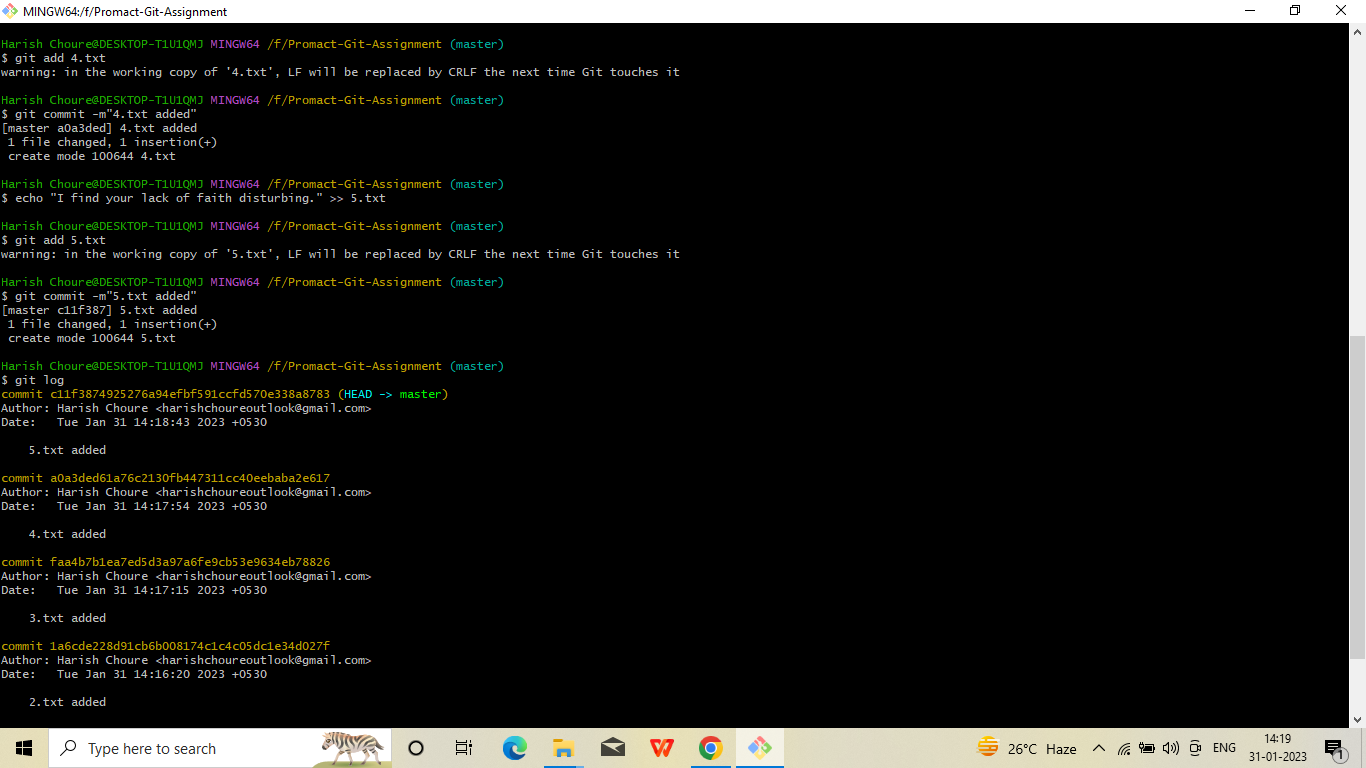 MINGW64:/f/Promact-Git-Assignment
Harish Choure@DESKTOP-T1U1QMJ MINGW64 /f/Promact-Git-Assignment (master)
$ git add 4.txt
warning: in the working copy of '4.txt', LF will be replaced by CRLF the next time Git touches it
Harish Choure@DESKTOP-T1U1QMJ MINGW64 /f/Promact-Git-Assignment (master)
$ git commit -m"4.txt added"
[master a0a3ded] 4.txt added
1 file changed, 1 insertion(+)
create mode 100644 4.txt
Harish Choure@DESKTOP-T1U1QMJ MINGW64 /f/Promact-Git-Assignment (master)
$ echo "I find your lack of faith disturbing." >> 5.txt
Harish Choure@DESKTOP-T1U1QMJ MINGW64 /f/Promact-Git-Assignment (master)
$ git add 5.txt
warning: in the working copy of '5.txt', LF will be replaced by CRLF the next time Git touches it
Harish Choure@DESKTOP-T1U1QMJ MINGW64 /f/Promact-Git-Assignment (master)
$ git commit -m"5.txt added"
[master c11f387] 5.txt added
1 file changed, 1 insertion(+)
create mode 100644 5.txt
Harish Choure@DESKTOP-T1U1QMJ MINGW64 /f/Promact-Git-Assignment (master)
$ git log
commit c11f3874925276a94efbf591ccfd570e338a8783 (HEAD -> master)
Author: Harish Choure <harishchoureoutlook@gmail.com>
Date:   Tue Jan 31 14:18:43 2023 +0530
5.txt added
commit a0a3ded61a76c2130fb447311cc40eebaba2e617
Author: Harish Choure <harishchoureoutlook@gmail.com>
Date:   Tue Jan 31 14:17:54 2023 +0530
4.txt added
commit faa4b7b1ea7ed5d3a97a6fe9cb53e9634eb78826
Author: Harish Choure <harishchoureoutlook@gmail.com>
Date:   Tue Jan 31 14:17:15 2023 +0530
3.txt added
commit 1a6cde228d91cb6b008174c1c4c05dc1e34d027f
Author: Harish Choure <harishchoureoutlook@gmail.com>
Date:   Tue Jan 31 14:16:20 2023 +0530
2.txt added
Type here to search
26°C Haze
ENG
14:19
31-01-2023
1